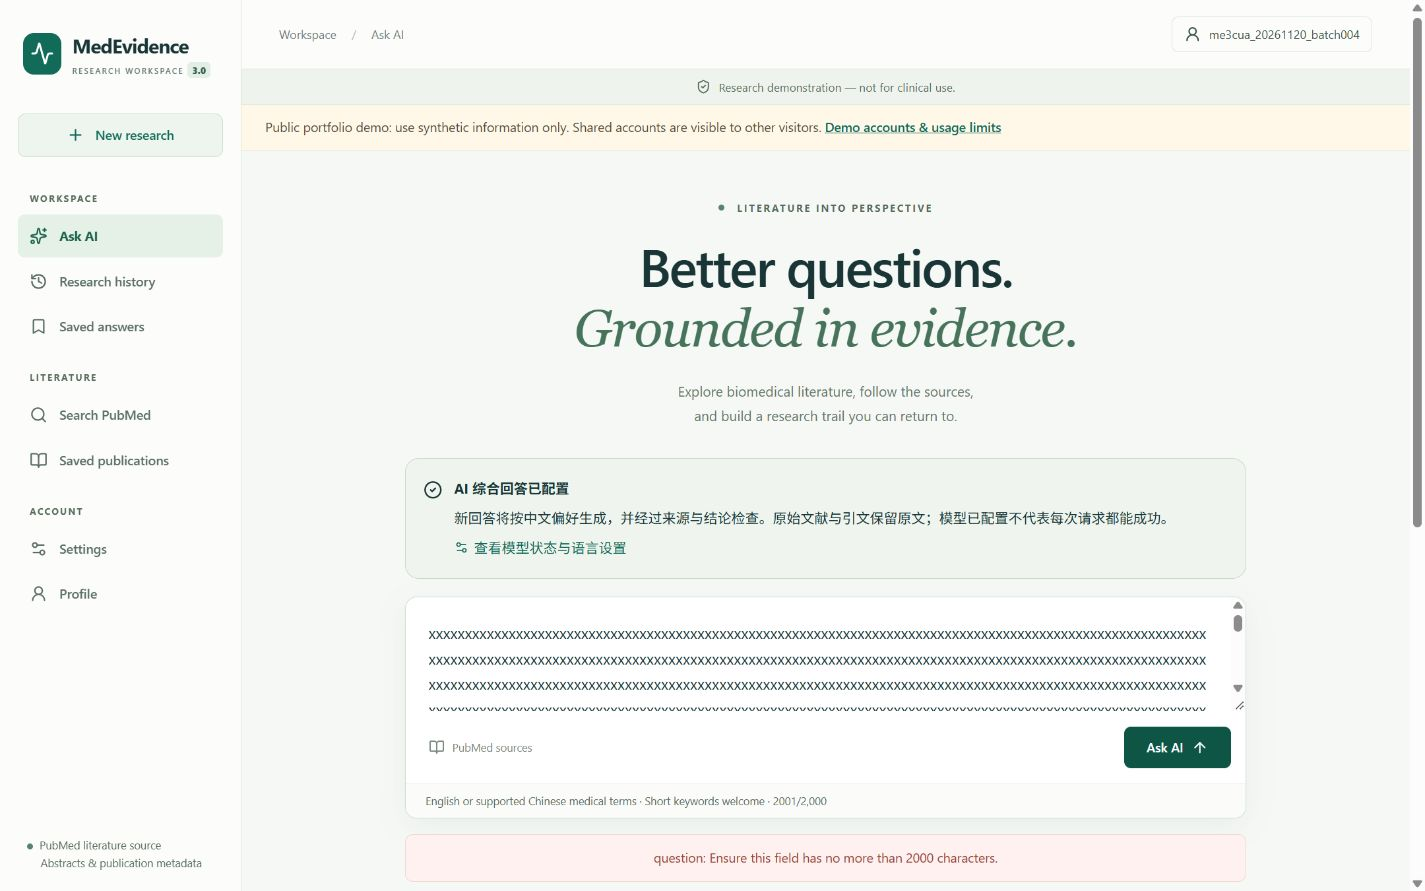 MedEvidence
RESEARCH WORKSPACE 3.0
New research
WORKSPACE
Ask AI
Research history
Saved answers
LITERATURE
Search PubMed
Saved publications
ACCOUNT
Settings
Profile
PubMed literature source
Abstracts & publication metadata
Workspace / Ask AI
me3cua_20261120_batch004
Research demonstration — not for clinical use.
Public portfolio demo: use synthetic information only. Shared accounts are visible to other visitors. Demo accounts & usage limits
LITERATURE INTO PERSPECTIVE
Better questions.
Grounded in evidence.
Explore biomedical literature, follow the sources,
and build a research trail you can return to.
AI 综合回答已配置
新回答将按中文偏好生成，并经过来源与结论检查。原始文献与引文保留原文；模型已配置不代表每次请求都能成功。
查看模型状态与语言设置
PubMed sources
Ask AI
English or supported Chinese medical terms · Short keywords welcome · 2001/2,000
question: Ensure this field has no more than 2000 characters.